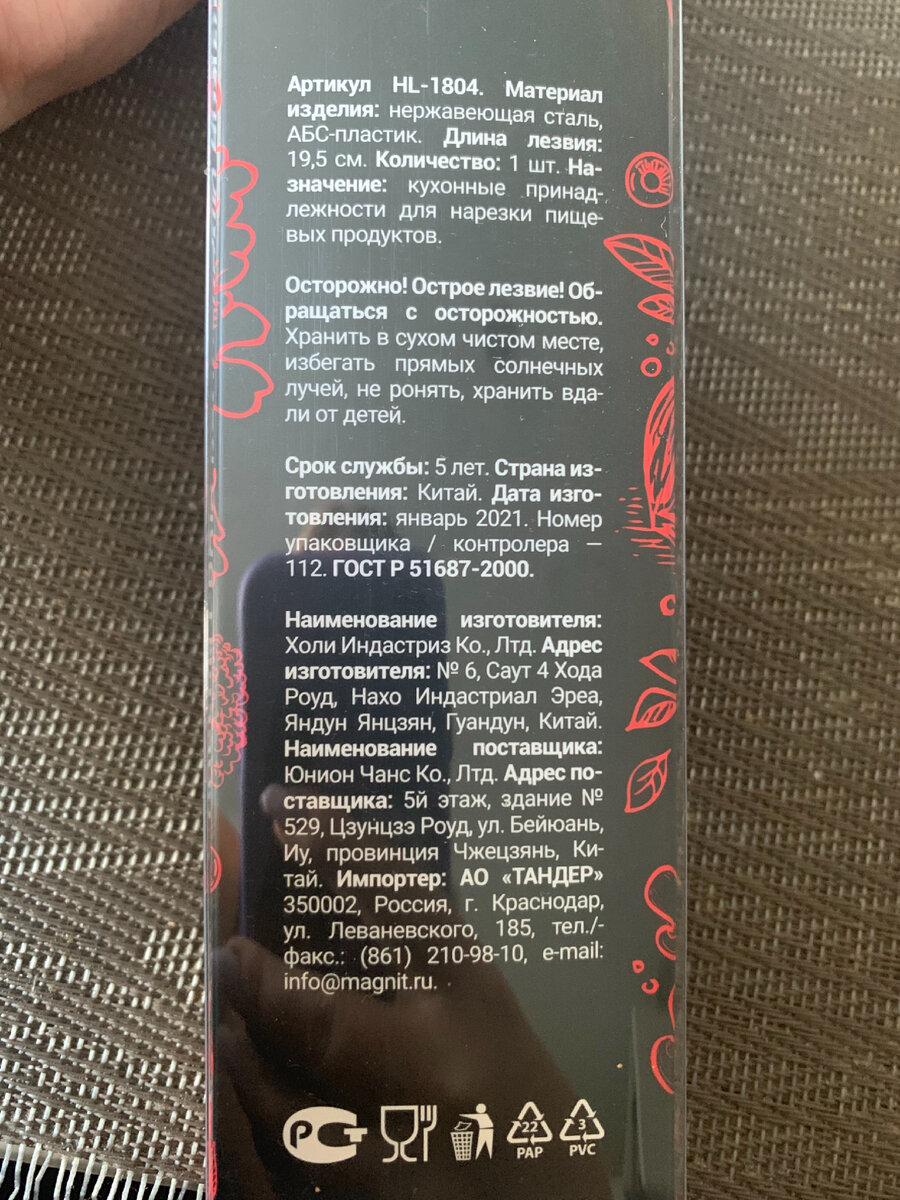 Артикул HL-1804. Материал
изделия: нержавеющая сталь,
АБС-пластик. Длина лезвия:
19,5 см. Количество: 1 шт. На-
значение: кухонные принад-
лежности для нарезки пище-
вых продуктов.
Осторожно! Острое лезвие! Об-
ращаться с осторожностью.
Хранить в сухом чистом месте,
избегать прямых солнечных
лучей, не ронять, хранить вда-
ли от детей.
Срок службы: 5 лет. Страна из-
готовления: Китай. Дата изго-
товления: январь 2021. Номер
упаковщика / контролера –
112. ГОСТ Р 51687-2000.
Наименование изготовителя:
Холи Индастриз Ко., Лтд. Адрес
изготовителя: № 6, Саут 4 Хода
Роуд, Нахо Индастриал Эреа,
Яндун Янцзян, Гуандун, Китай.
Наименование поставщика:
Юнион Чанс Ко., Лтд. Адрес по-
ставщика: 5й этаж, здание №
529, Цзунцзэ Роуд, ул. Бейюань,
Иу, провинция Чжецзянь, Ки-
тай. Импортер: АО «ТАНДЕР»
350002, Россия, г. Краснодар,
ул. Леваневского, 185, тел./-
факс.: (861) 210-98-10, e-mail:
info@magnit.ru.
РСТ 22 3
PAP PVC